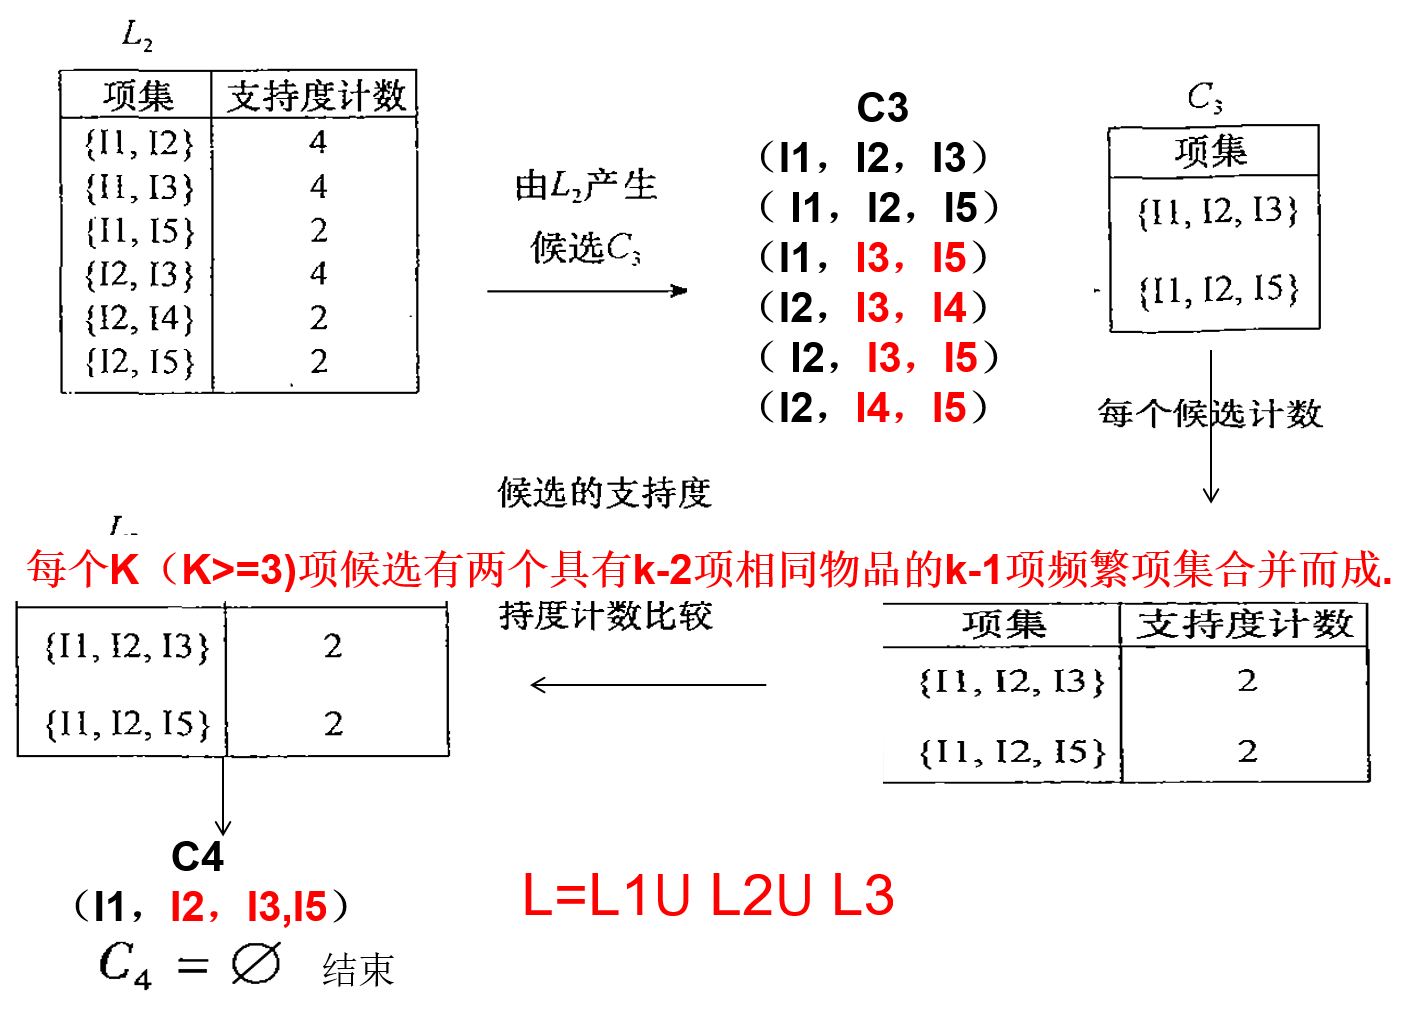 L₂
项集 支持度计数
{I1, I2} 4
{I1, I3} 4
{I1, I5} 2
{I2, I3} 4
{I2, I4} 2
{I2, I5} 2
由L₂产生
候选C₃
C3
（I1，I2，I3）
（ I1，I2，I5）
（I1，I3，I5）
（I2，I3，I4）
（ I2，I3，I5）
（I2，I4，I5）
C₃
项集
{I1, I2, I3}
{I1, I2, I5}
每个候选计数
候选的支持度
每个K（K>=3)项候选有两个具有k-2项相同物品的k-1项频繁项集合并而成.
持度计数比较
项集 支持度计数
{I1, I2, I3} 2
{I1, I2, I5} 2
{I1, I2, I3} 2
{I1, I2, I5} 2
C4
（I1，I2，I3,I5）
C₄ = ∅ 结束
L=L1U L2U L3